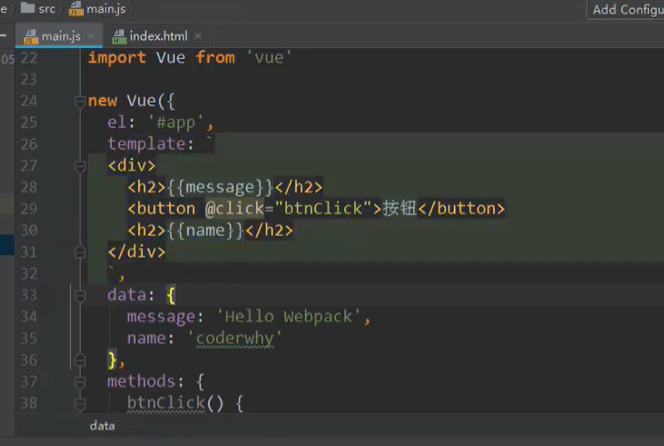 e src main.js Add Configu
main.js index.html
05
22 import Vue from 'vue'
23
24 new Vue({
25 el: '#app',
26 template: `
27 <div>
28 <h2>{{message}}</h2>
29 <button @click="btnClick">按钮</button>
30 <h2>{{name}}</h2>
31 </div>
32 `,
33 data: {
34 message: 'Hello Webpack',
35 name: 'coderwhy'
36 },
37 methods: {
38 btnClick() {
data